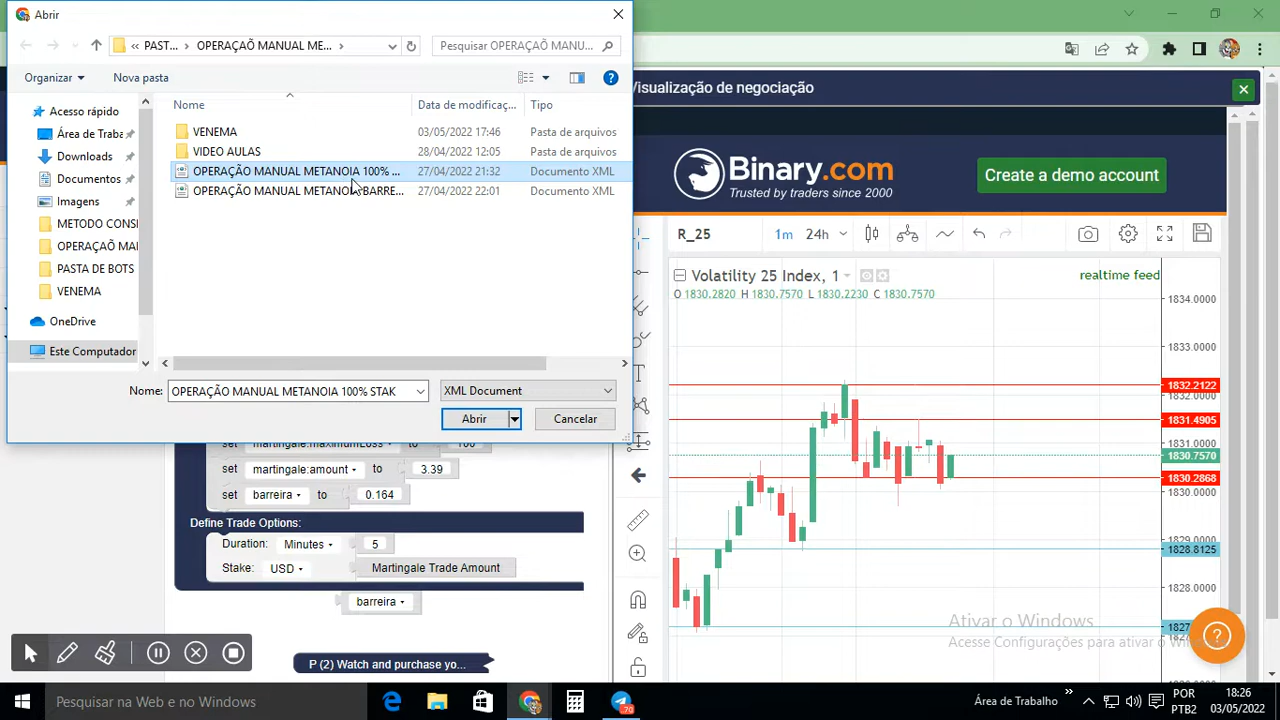 Abrir
« PAST... › OPERAÇAÕ MANUAL ME... ›
Pesquisar OPERAÇAÕ MANU...
Organizar
Nova pasta
Nome
Data de modificaç...
Tipo
Acesso rápido
Área de Traba
Downloads
Documentos
Imagens
METODO CONS
OPERAÇAÕ MAI
PASTA DE BOTS
VENEMA
OneDrive
Este Computador
VENEMA 03/05/2022 17:46 Pasta de arquivos
VIDEO AULAS 28/04/2022 12:05 Pasta de arquivos
OPERAÇÃO MANUAL METANOIA 100% ... 27/04/2022 21:32 Documento XML
OPERAÇÃO MANUAL METANOIA BARRE... 27/04/2022 22:01 Documento XML
Nome: OPERAÇÃO MANUAL METANOIA 100% STAK
XML Document
Abrir
Cancelar
set martingale:maximumLoss to 100
set martingale:amount to 3.39
set barreira to 0.164
Define Trade Options:
Duration: Minutes 5
Stake: USD Martingale Trade Amount
barreira
P (2) Watch and purchase yo...
Visualização de negociação
Binary.com
Trusted by traders since 2000
Create a demo account
R_25
1m
24h
Volatility 25 Index, 1
realtime feed
O 1830.2820 H 1830.7570 L 1830.2230 C 1830.7570
1834.0000
1833.0000
1832.2122
1832.0000
1831.4905
1831.0000
1830.7570
1830.2868
1830.0000
1829.0000
1828.8125
1828.0000
1827
Ativar o Windows
Acesse Configurações para ativar o Windows
Pesquisar na Web e no Windows
Área de Trabalho
POR
PTB2
18:26
03/05/2022